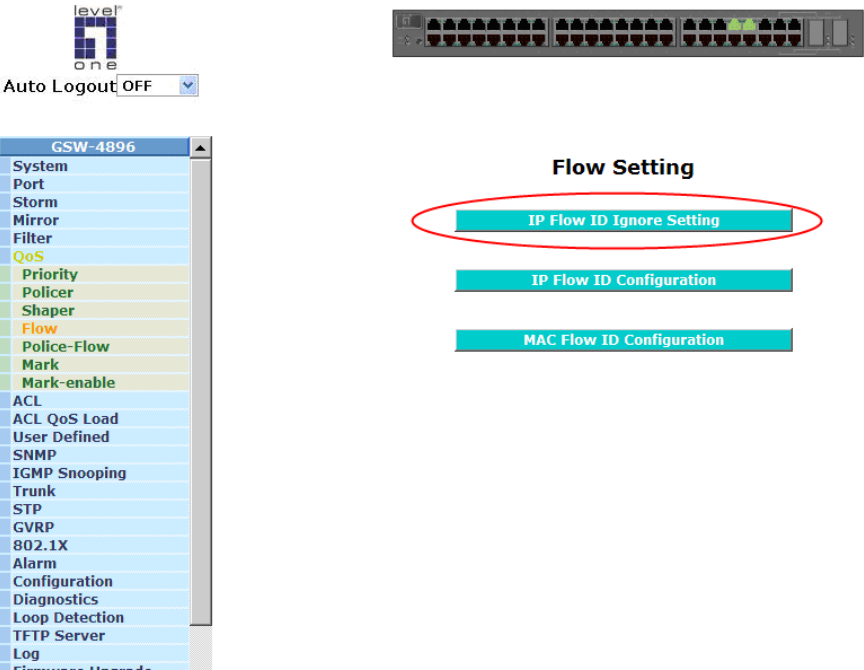 level
one
Auto Logout OFF
GSW-4896
System
Port
Storm
Mirror
Filter
QoS
Priority
Policer
Shaper
Flow
Police-Flow
Mark
Mark-enable
ACL
ACL QoS Load
User Defined
SNMP
IGMP Snooping
Trunk
STP
GVRP
802.1X
Alarm
Configuration
Diagnostics
Loop Detection
TFTP Server
Log
Firmware Upgrade
Flow Setting
IP Flow ID Ignore Setting
IP Flow ID Configuration
MAC Flow ID Configuration